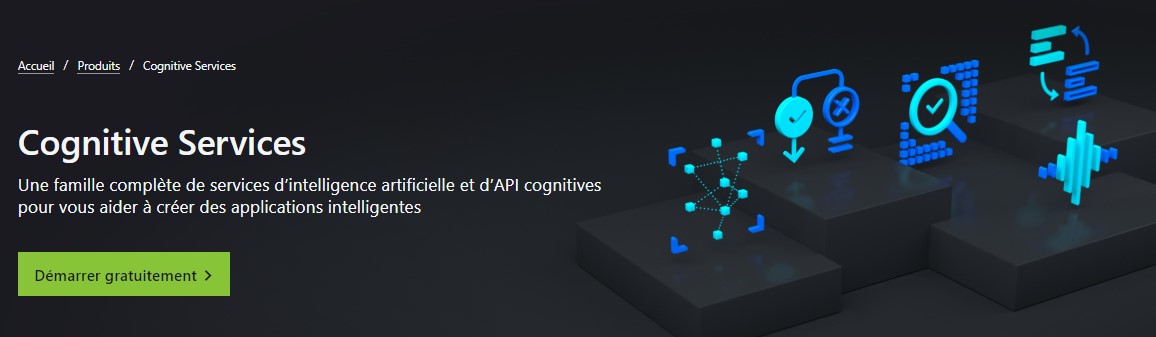 Accueil / Produits / Cognitive Services
Cognitive Services
Une famille complète de services d’intelligence artificielle et d’API cognitives
pour vous aider à créer des applications intelligentes
Démarrer gratuitement >